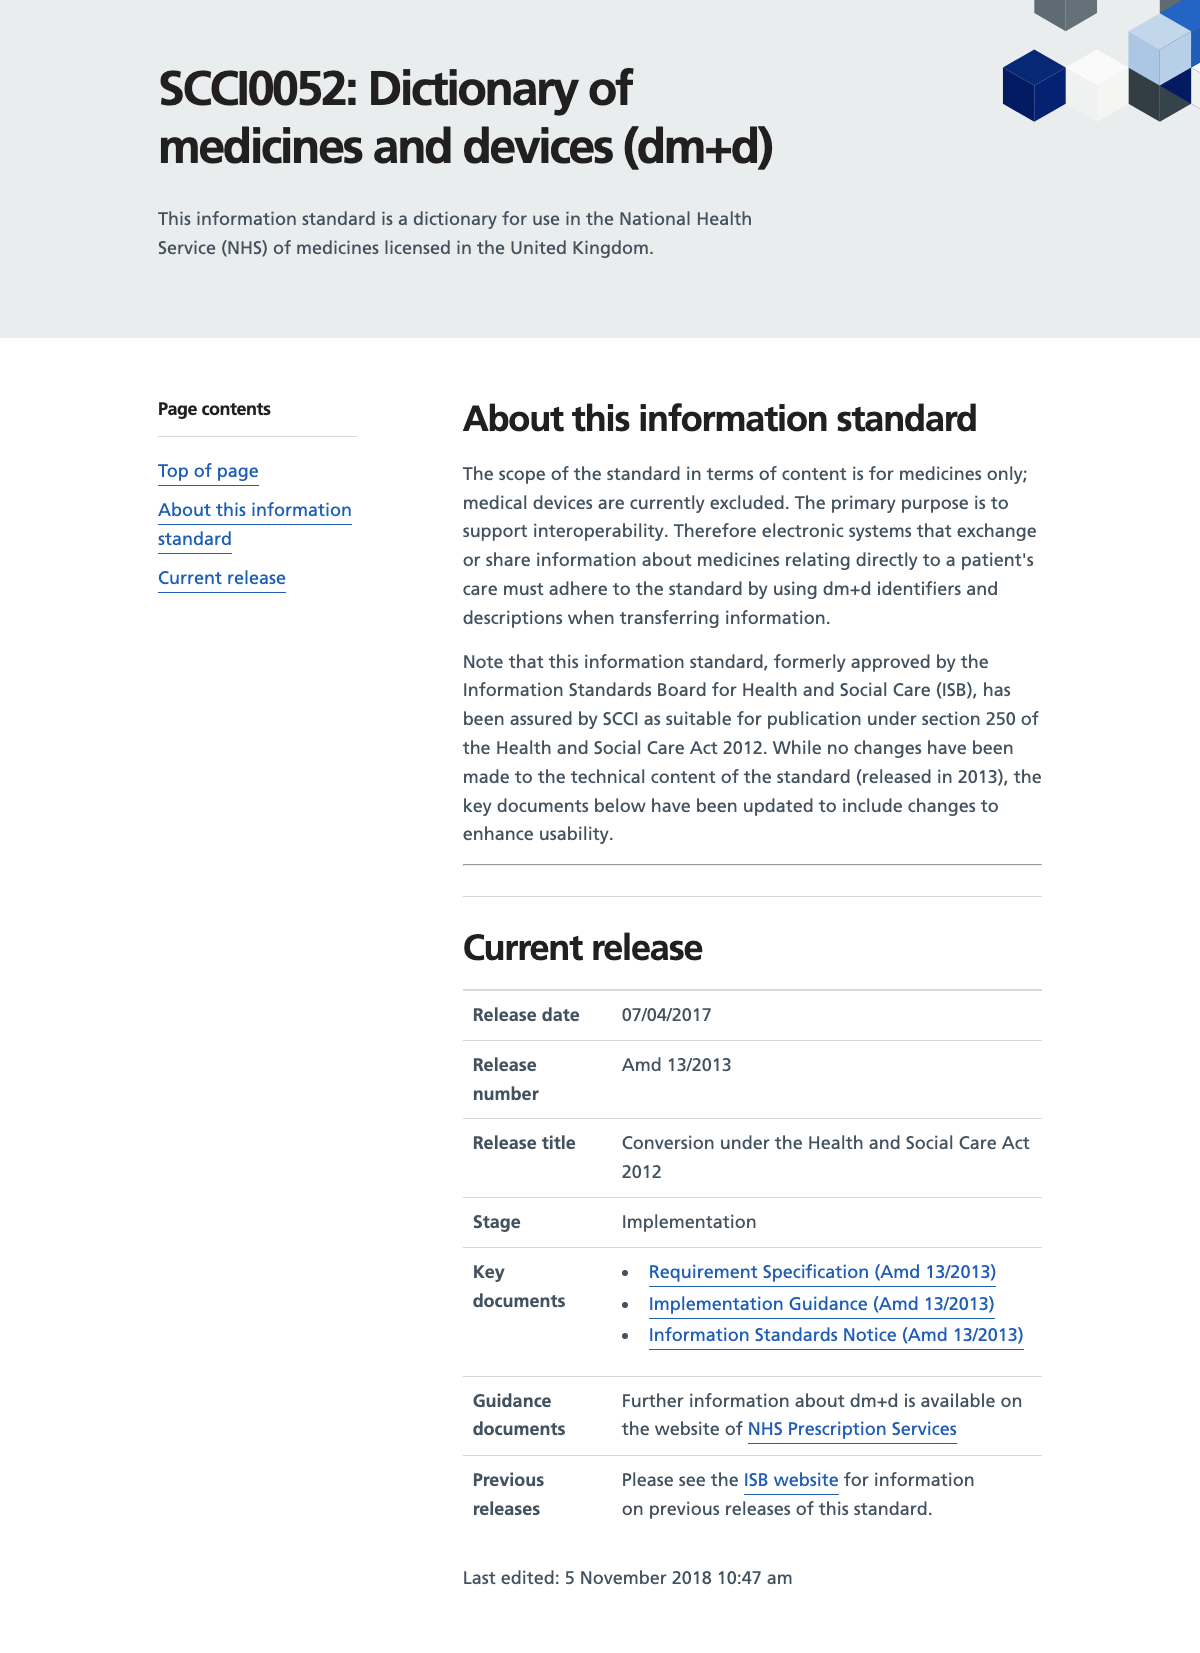 SCCI0052: Dictionary of
medicines and devices (dm+d)
This information standard is a dictionary for use in the National Health
Service (NHS) of medicines licensed in the United Kingdom.
Page contents
Top of page
About this information
standard
Current release
About this information standard
The scope of the standard in terms of content is for medicines only;
medical devices are currently excluded. The primary purpose is to
support interoperability. Therefore electronic systems that exchange
or share information about medicines relating directly to a patient's
care must adhere to the standard by using dm+d identifiers and
descriptions when transferring information.
Note that this information standard, formerly approved by the
Information Standards Board for Health and Social Care (ISB), has
been assured by SCCI as suitable for publication under section 250 of
the Health and Social Care Act 2012. While no changes have been
made to the technical content of the standard (released in 2013), the
key documents below have been updated to include changes to
enhance usability.
Current release
Release date 07/04/2017
Release Amd 13/2013
number
Release title Conversion under the Health and Social Care Act
2012
Stage Implementation
Key • Requirement Specification (Amd 13/2013)
documents • Implementation Guidance (Amd 13/2013)
• Information Standards Notice (Amd 13/2013)
Guidance Further information about dm+d is available on
documents the website of NHS Prescription Services
Previous Please see the ISB website for information
releases on previous releases of this standard.
Last edited: 5 November 2018 10:47 am